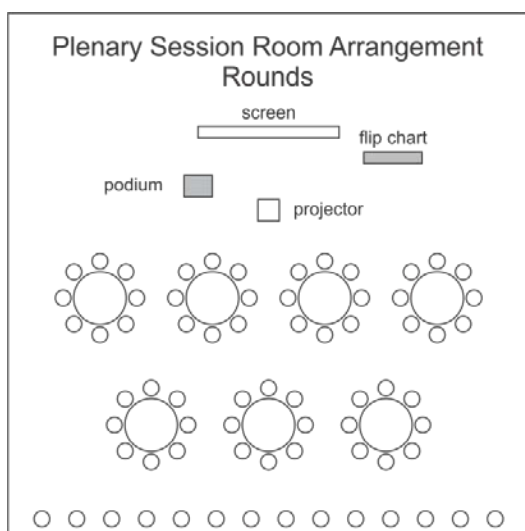 Plenary Session Room Arrangement
Rounds
screen
flip chart
podium
projector